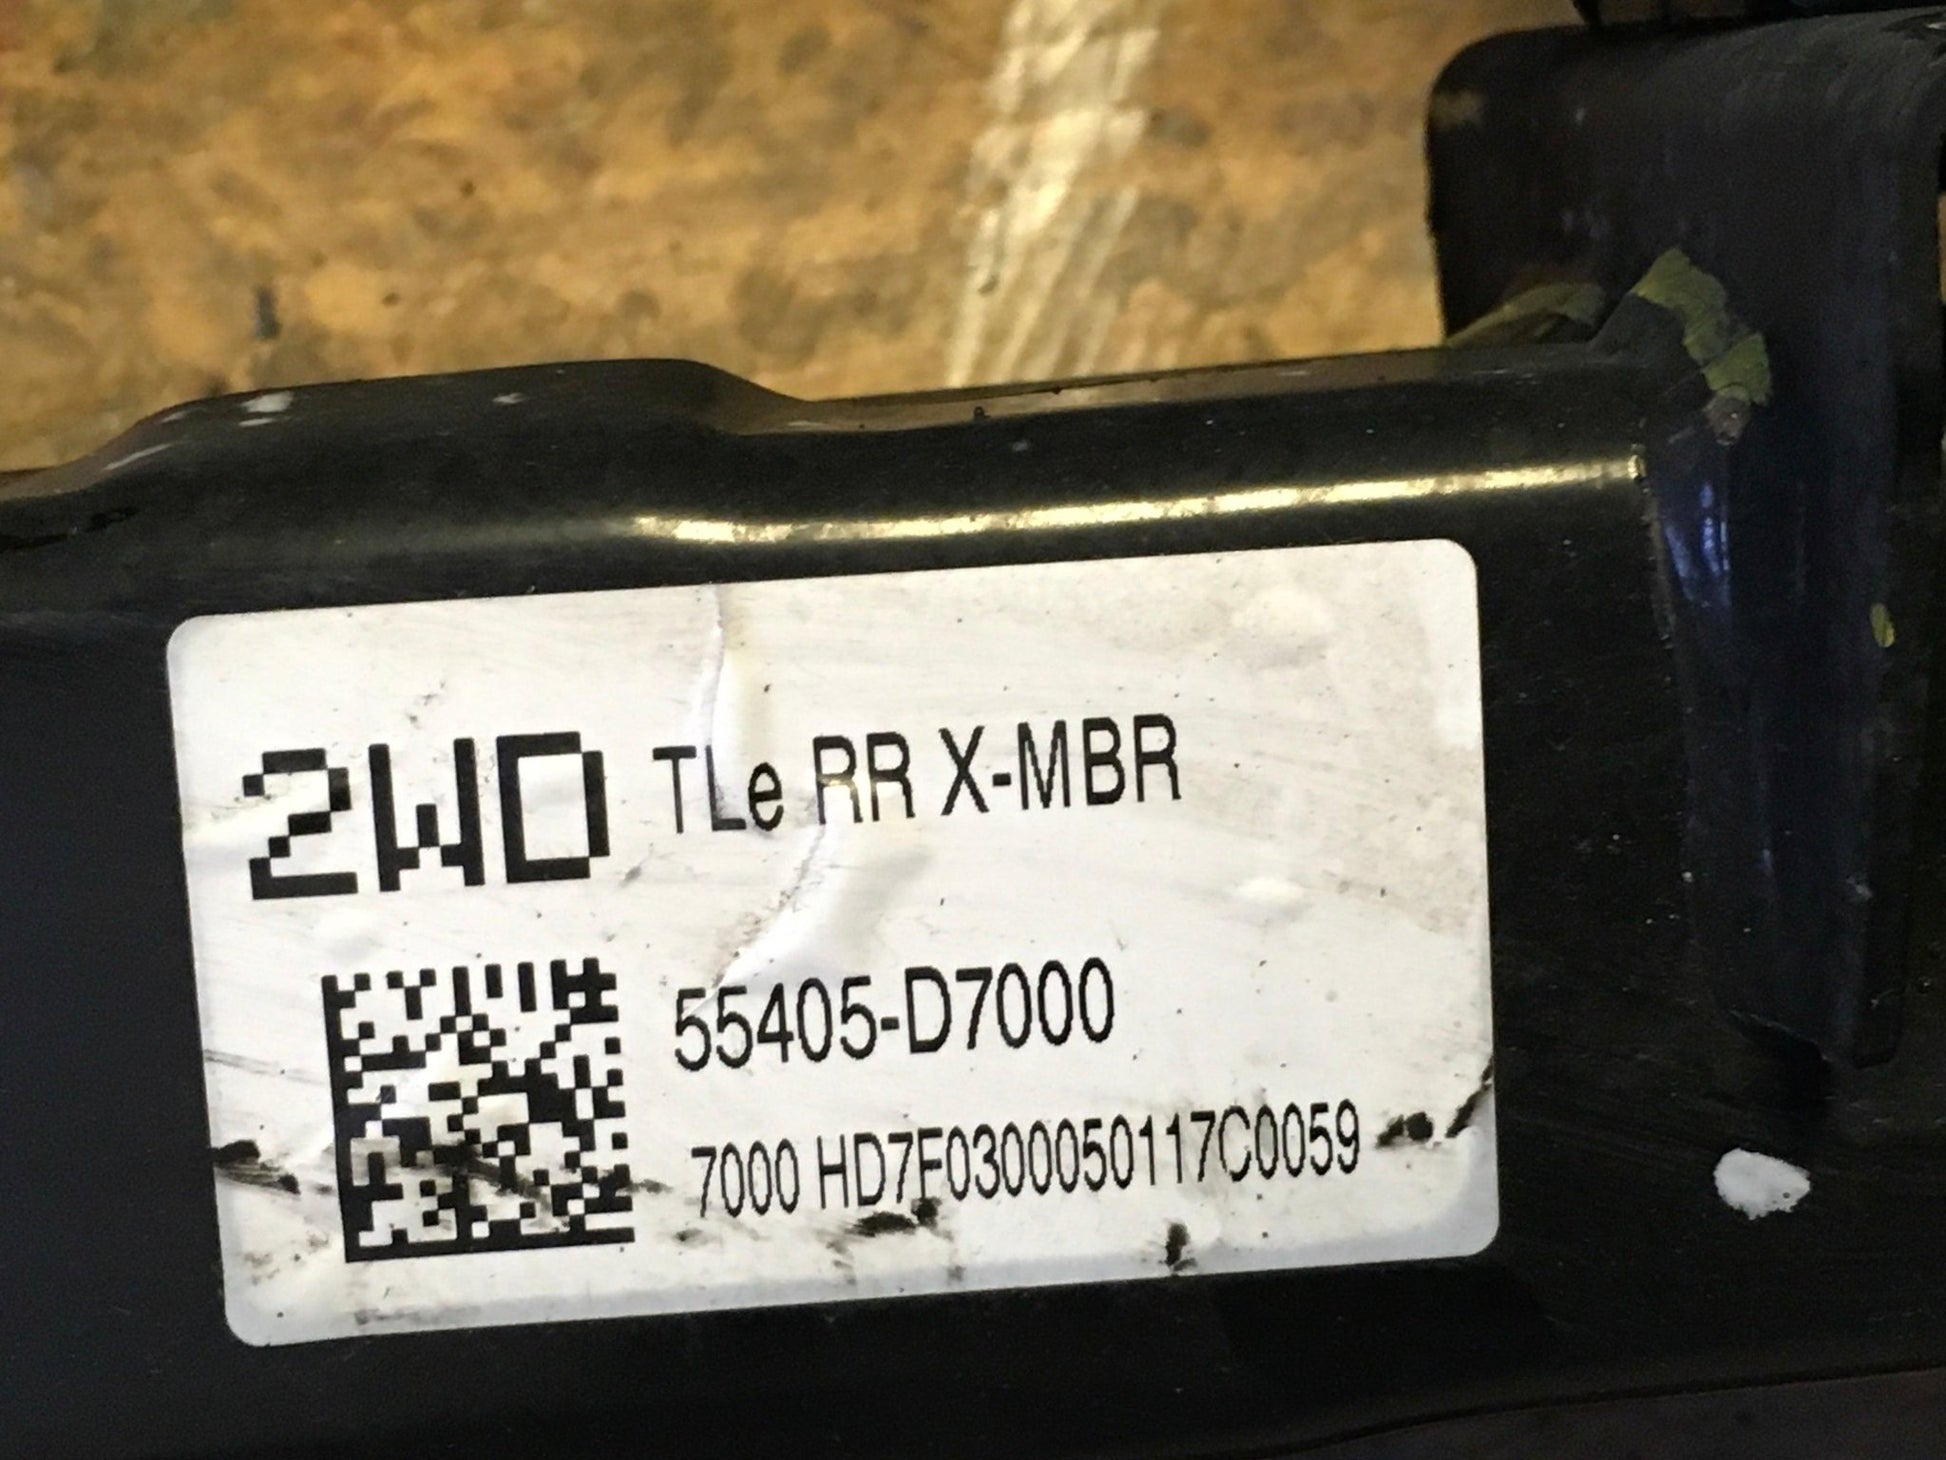 2WD TLe RR X-MBR
55405-D7000
7000 HD7F0300050117C0059